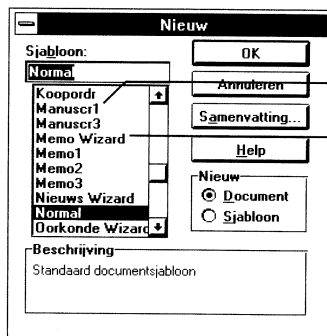 Nieuw
Sjabloon:
Normal
Koopordr
Manuscr1
Manuscr3
Memo Wizard
Memo1
Memo2
Memo3
Nieuws Wizard
Normal
Oorkonde Wizard
OK
Annuleren
Samenvatting...
Help
Nieuw
Document
Sjabloon
Beschrijving
Standaard documentsjabloon